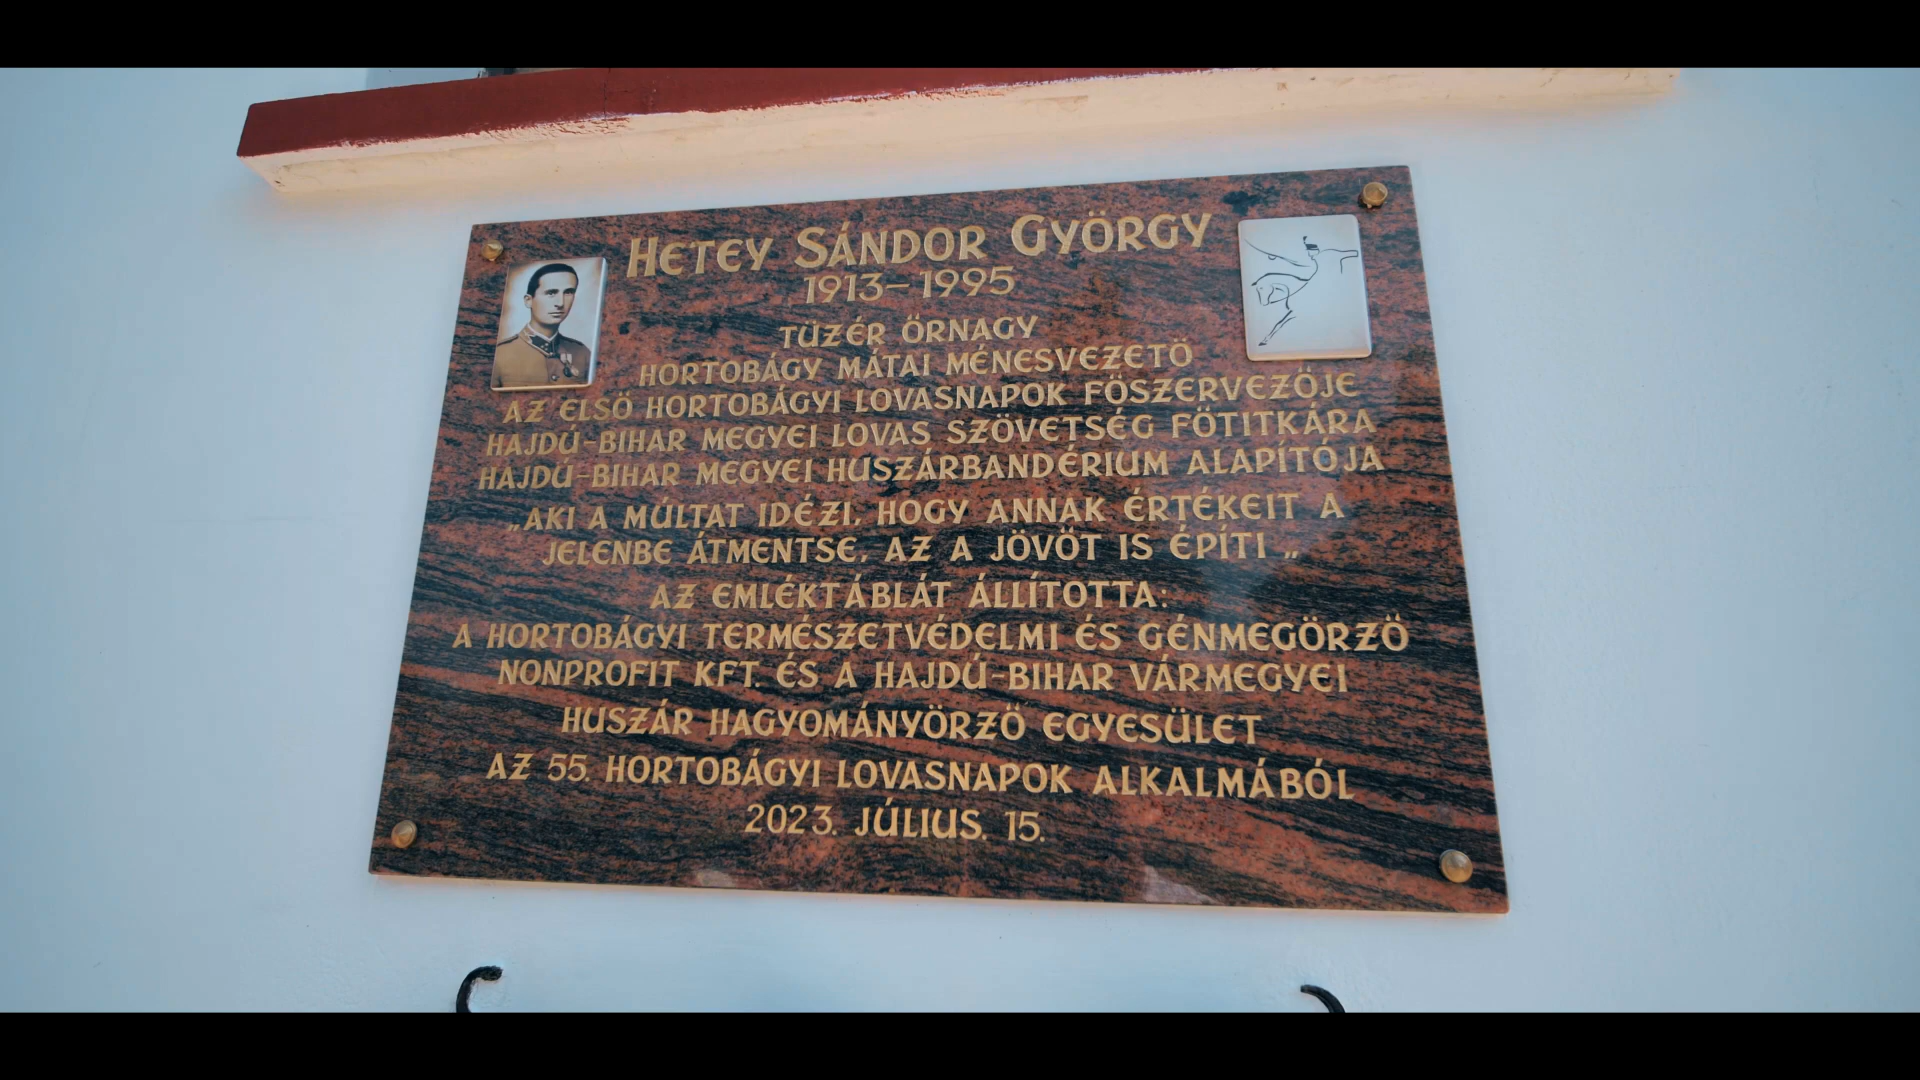 HETEY SÁNDOR GYÖRGY
1913–1995
TÜZÉR ŐRNAGY
HORTOBÁGY MÁTAI MÉNESVEZETŐ
AZ ELSŐ HORTOBÁGYI LOVASNAPOK FŐSZERVEZŐJE
HAJDÚ-BIHAR MEGYEI LOVAS SZÖVETSÉG FŐTITKÁRA
HAJDÚ-BIHAR MEGYEI HUSZÁRBANDÉRIUM ALAPÍTÓJA
„AKI A MÚLTAT IDÉZI, HOGY ANNAK ÉRTÉKEIT A
JELENBE ÁTMENTSE, AZ A JÖVŐT IS ÉPÍTI „
AZ EMLÉKTÁBLÁT ÁLLÍTOTTA:
A HORTOBÁGYI TERMÉSZETVÉDELMI ÉS GÉNMEGŐRZŐ
NONPROFIT KFT. ÉS A HAJDÚ-BIHAR VÁRMEGYEI
HUSZÁR HAGYOMÁNYŐRZŐ EGYESÜLET
AZ 55. HORTOBÁGYI LOVASNAPOK ALKALMÁBÓL
2023. JÚLIUS. 15.